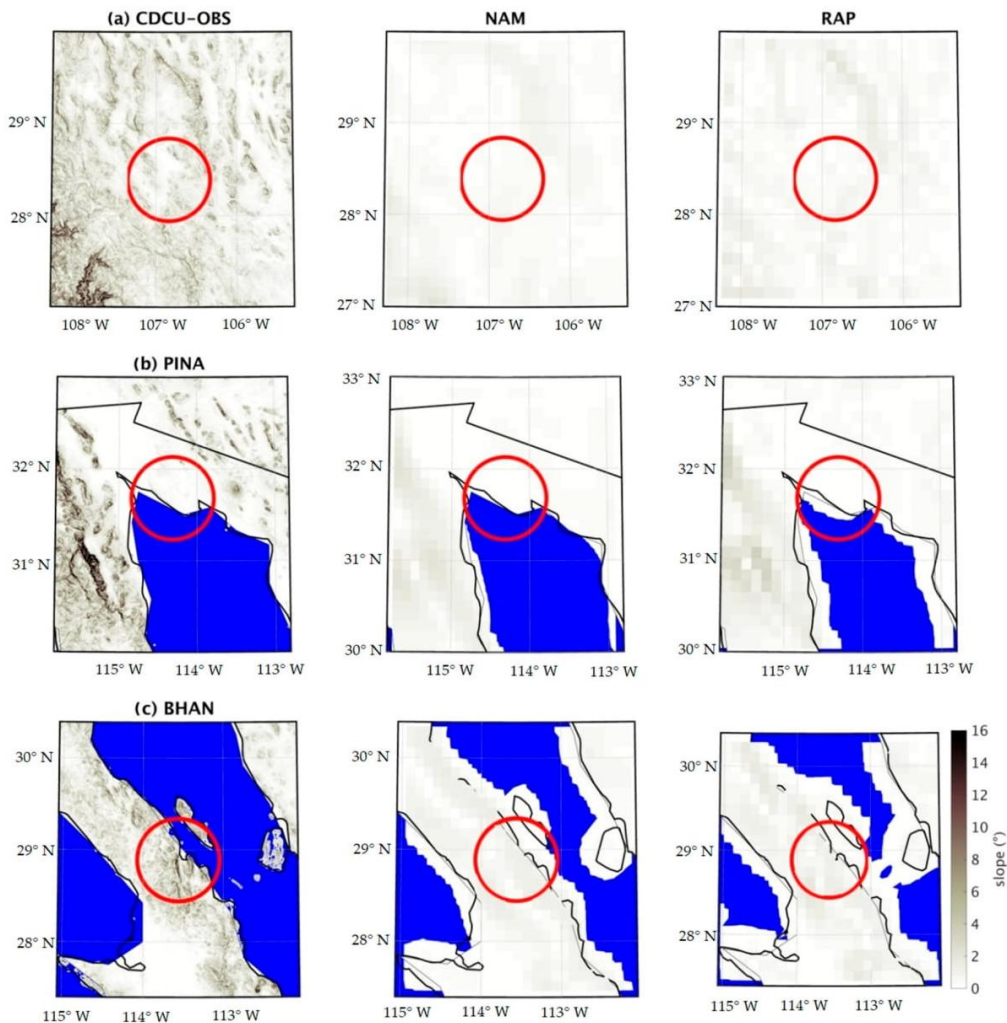 (a) CDCU-OBS
NAM
RAP
29° N
28° N
108° W
107° W
106° W
29° N
28° N
27° N
108° W
107° W
106° W
29° N
28° N
27° N
108° W
107° W
106° W
(b) PINA
32° N
31° N
115° W
114° W
113° W
33° N
32° N
31° N
30° N
115° W
114° W
113° W
33° N
32° N
31° N
30° N
115° W
114° W
113° W
(c) BHAN
30° N
29° N
28° N
115° W
114° W
113° W
30° N
29° N
28° N
115° W
114° W
113° W
30° N
29° N
28° N
115° W
114° W
113° W
16
14
12
10
8
6
4
2
0
slope (°)